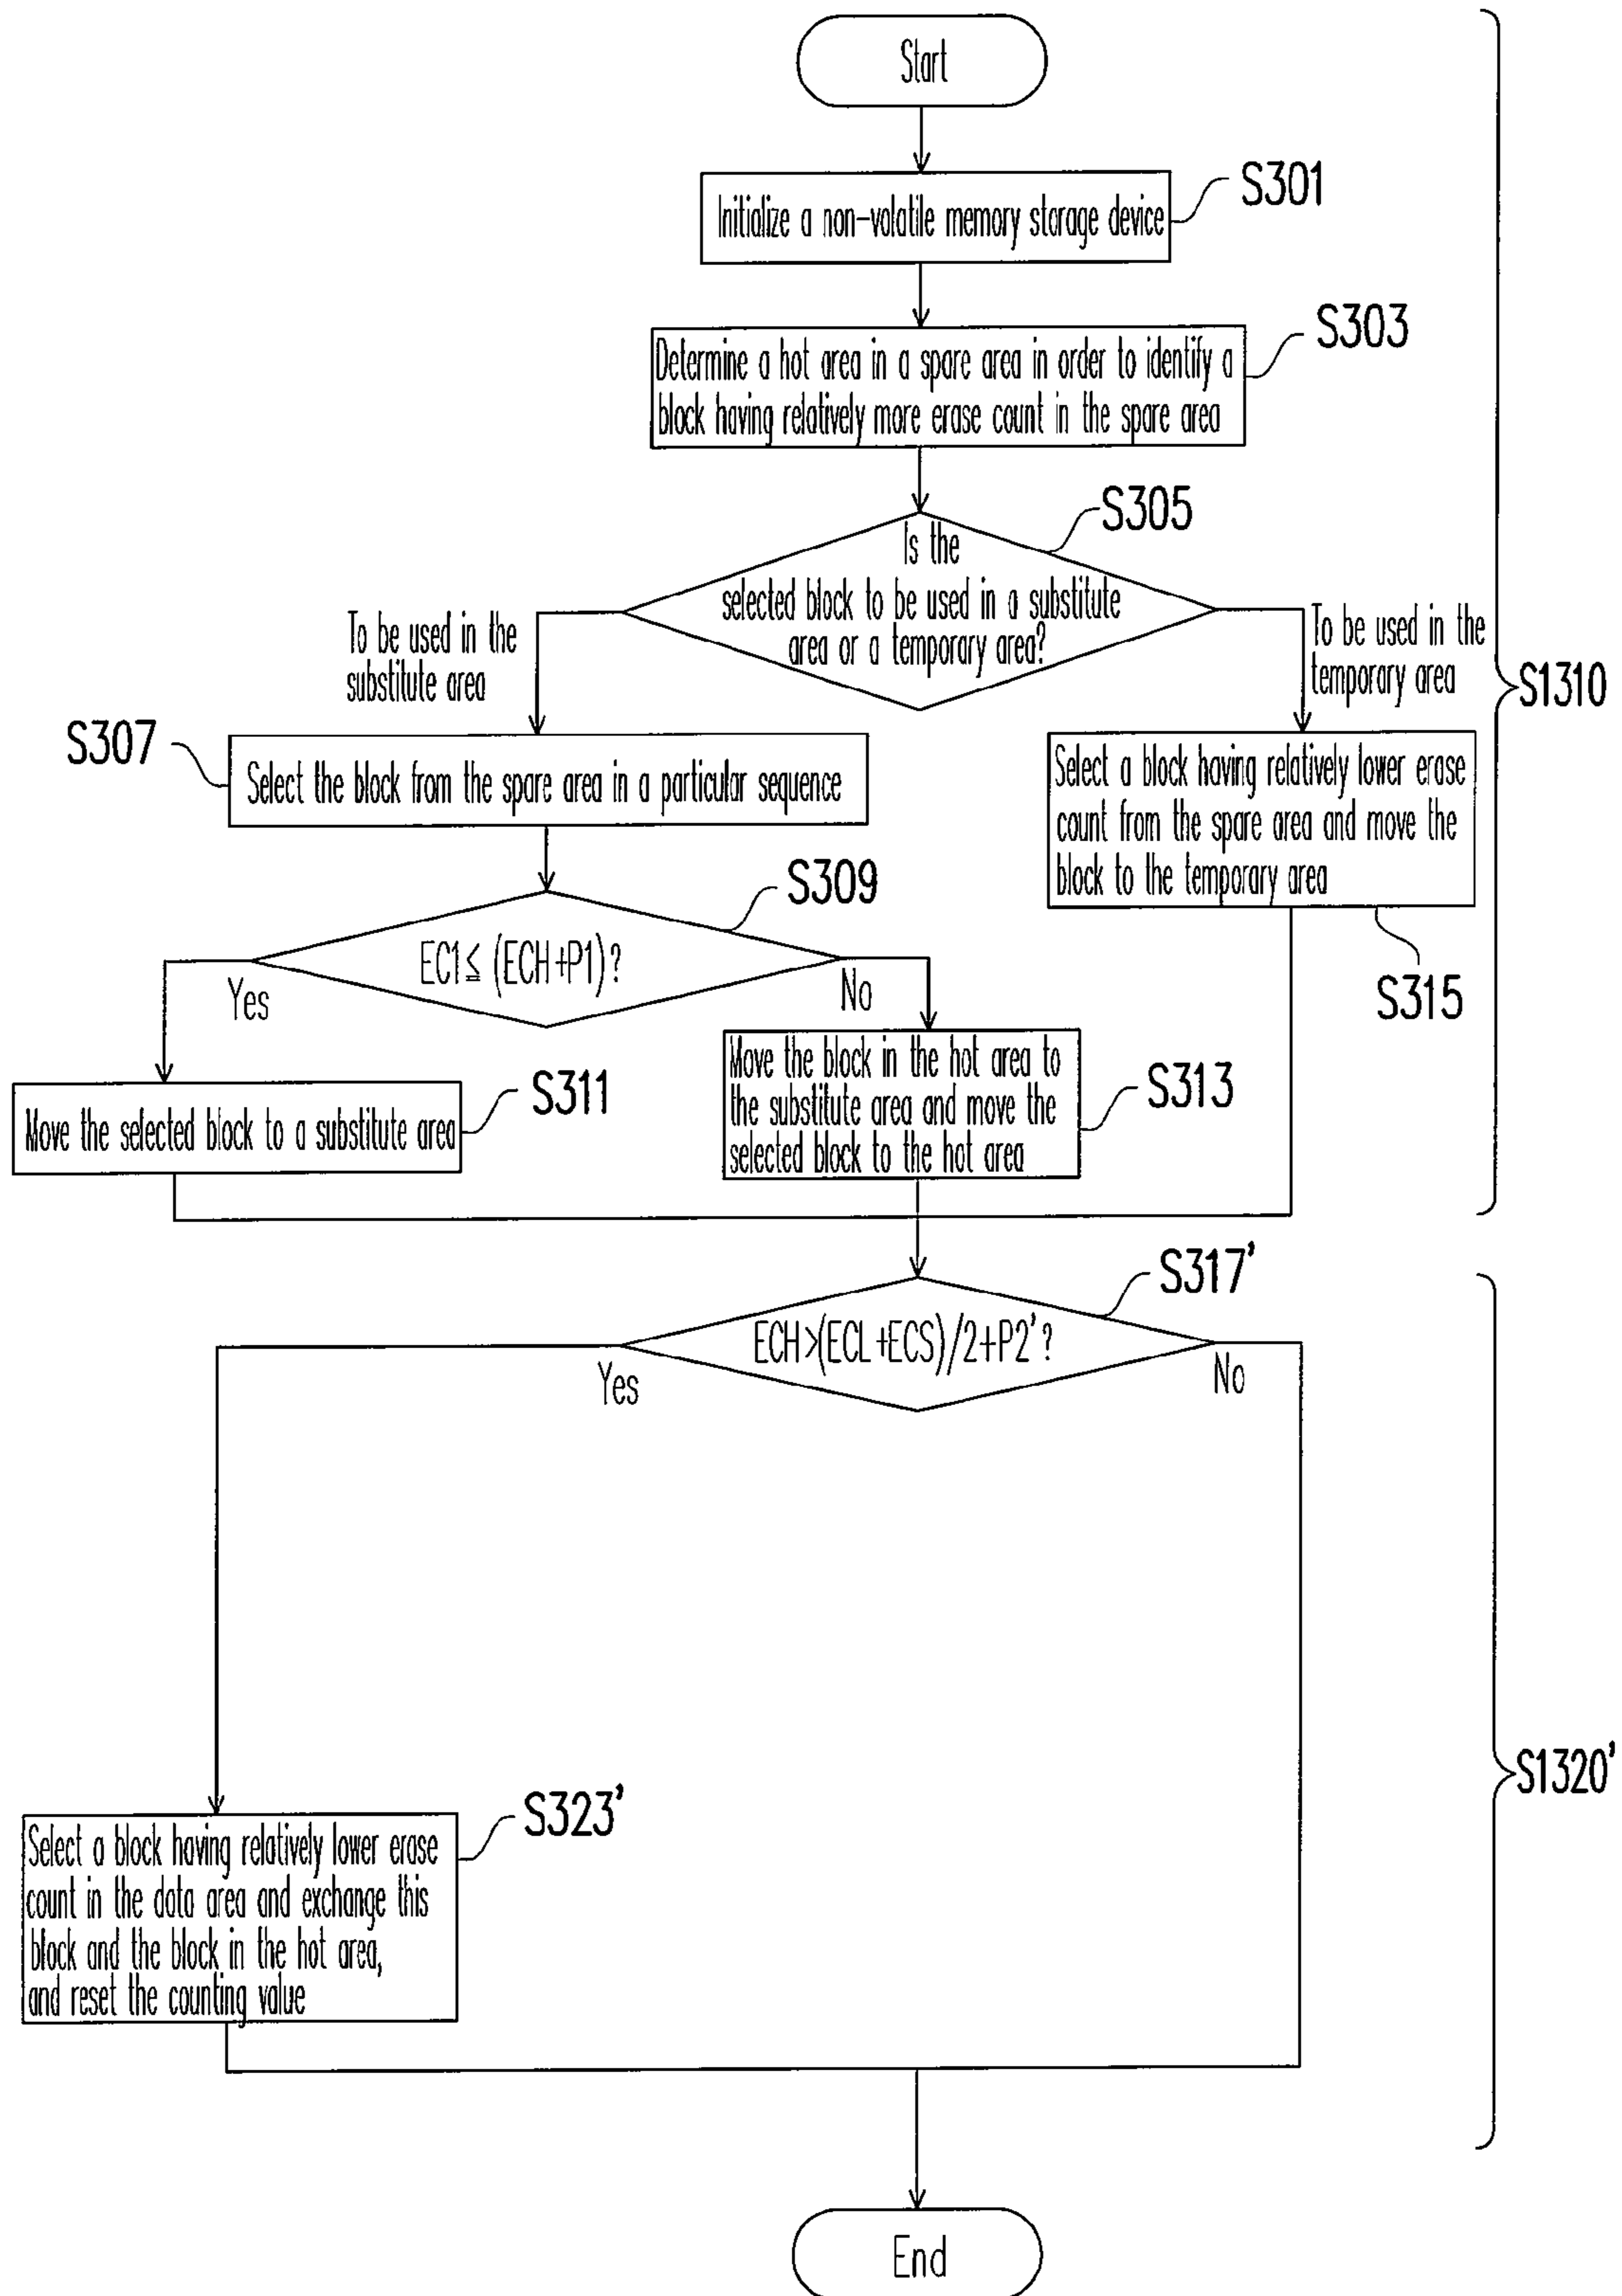 Start
Initialize a non-volatile memory storage device
S301
Determine a hot area in a spare area in order to identify a
block having relatively more erase count in the spare area
S303
Is the
selected block to be used in a substitute
area or a temporary area?
S305
To be used in the
substitute area
To be used in the
temporary area
S1310
S307
Select the block from the spare area in a particular sequence
Select a block having relatively lower erase
count from the spare area and move the
block to the temporary area
S315
S309
EC1≦(ECH+P1)?
Yes
No
Move the selected block to a substitute area
S311
Move the block in the hot area to
the substitute area and move the
selected block to the hot area
S313
S317'
ECH>(ECL+ECS)/2+P2'?
Yes
No
S1320'
S323'
Select a block having relatively lower erase
count in the data area and exchange this
block and the block in the hot area,
and reset the counting value
End